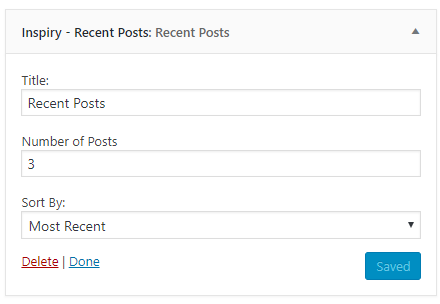 Inspiry - Recent Posts: Recent Posts
Title:
Recent Posts
Number of Posts
3
Sort By:
Most Recent
Delete | Done
Saved